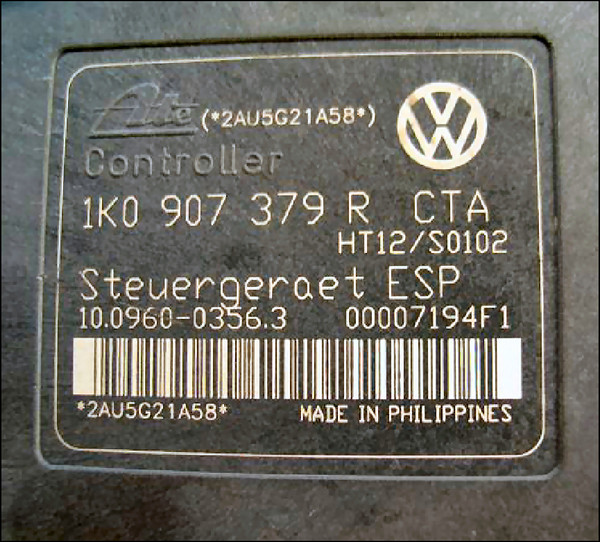 Ate (*2AU5G21A58*)
Controller
1K0 907 379 R CTA
HT12/S0102
Steuergeraet ESP
10.0960-0356.3 00007194F1
*2AU5G21A58* MADE IN PHILIPPINES